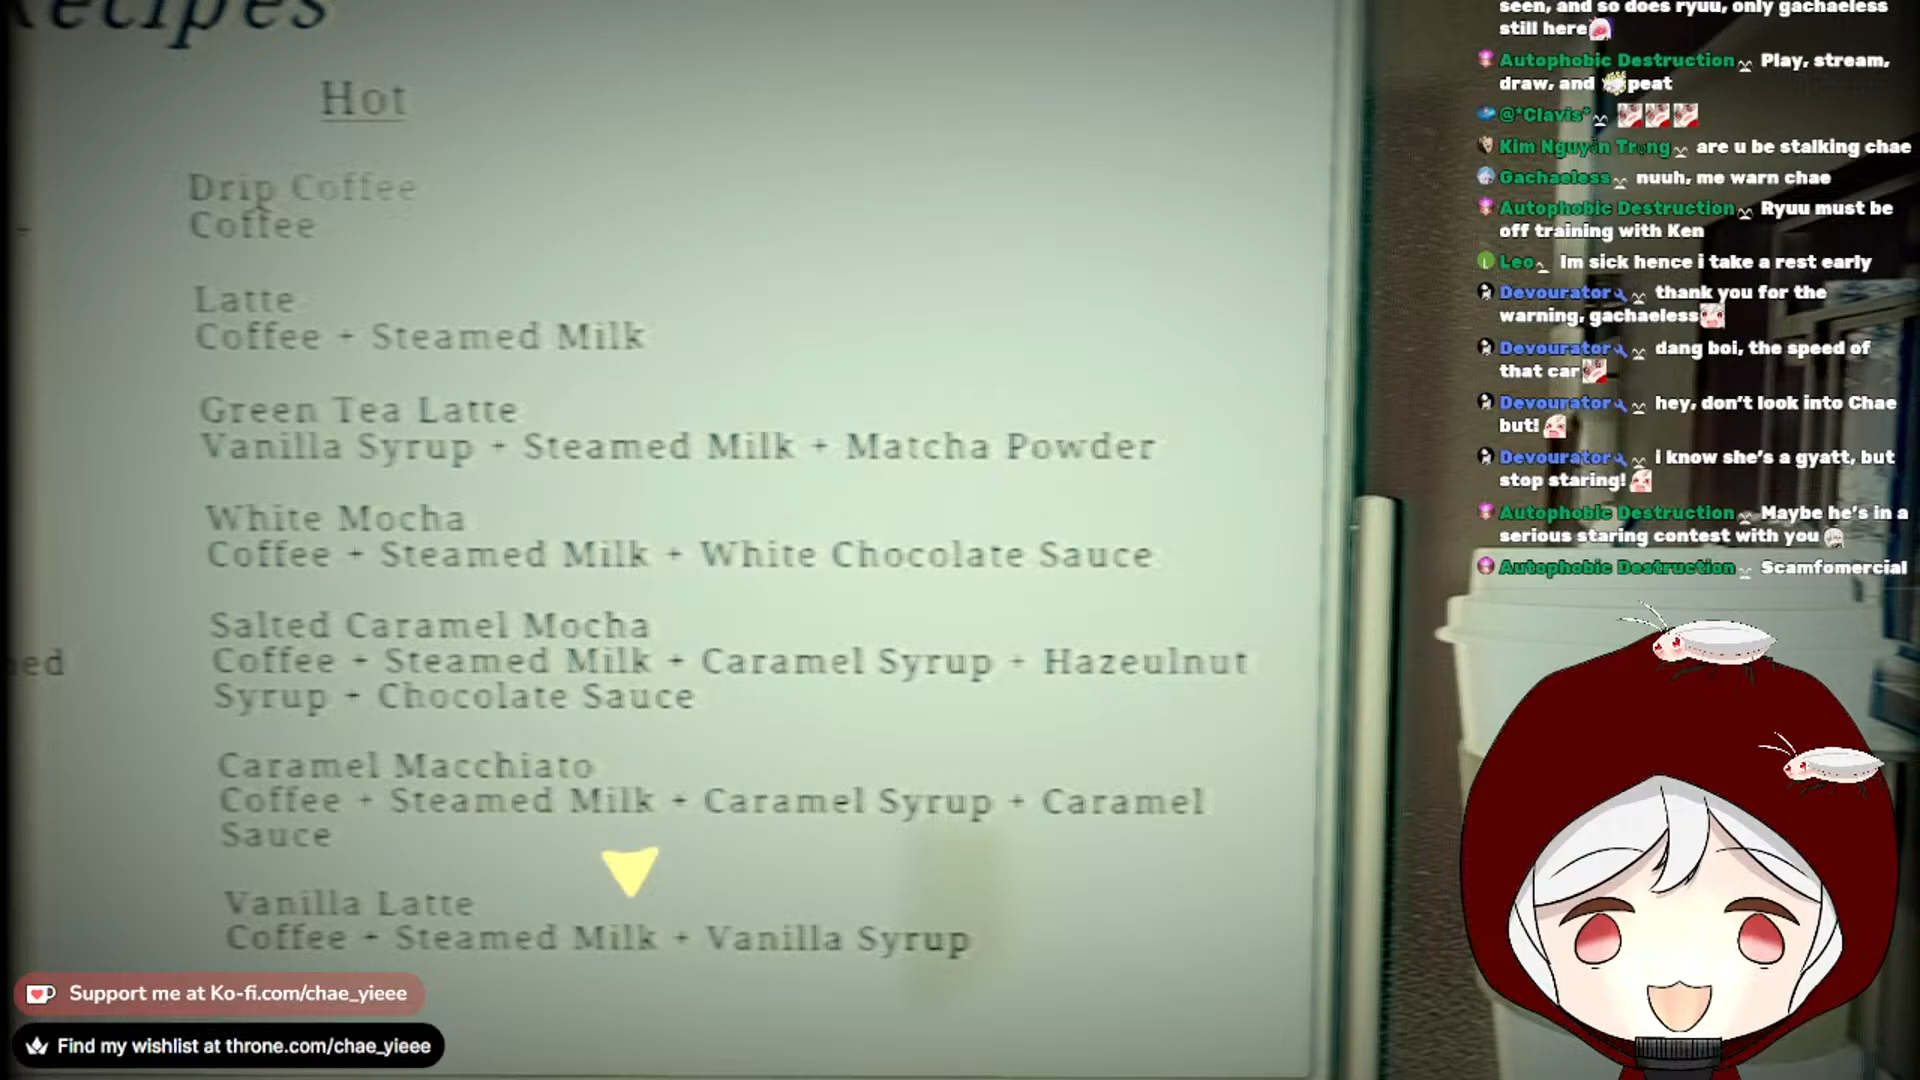 Recipes
Hot
Drip Coffee
Coffee
Latte
Coffee + Steamed Milk
Green Tea Latte
Vanilla Syrup + Steamed Milk + Matcha Powder
White Mocha
Coffee + Steamed Milk + White Chocolate Sauce
Salted Caramel Mocha
Coffee + Steamed Milk + Caramel Syrup + Hazeulnut
Syrup + Chocolate Sauce
Caramel Macchiato
Coffee + Steamed Milk + Caramel Syrup + Caramel
Sauce
Vanilla Latte
Coffee + Steamed Milk + Vanilla Syrup
Support me at Ko-fi.com/chae_yieee
Find my wishlist at throne.com/chae_yieee
seen, and so does ryuu, only gachaeless
still here
Autophobic Destruction Play, stream,
draw, and peat
@*Clavis*
Kim Nguyễn Trọng are u be stalking chae
Gachaeless nuuh, me warn chae
Autophobic Destruction Ryuu must be
off training with Ken
Leo Im sick hence i take a rest early
Devourator thank you for the
warning, gachaeless
Devourator dang boi, the speed of
that car
Devourator hey, don't look into Chae
but!
Devourator i know she's a gyatt, but
stop staring!
Autophobic Destruction Maybe he's in a
serious staring contest with you
Autophobic Destruction Scamfomercial